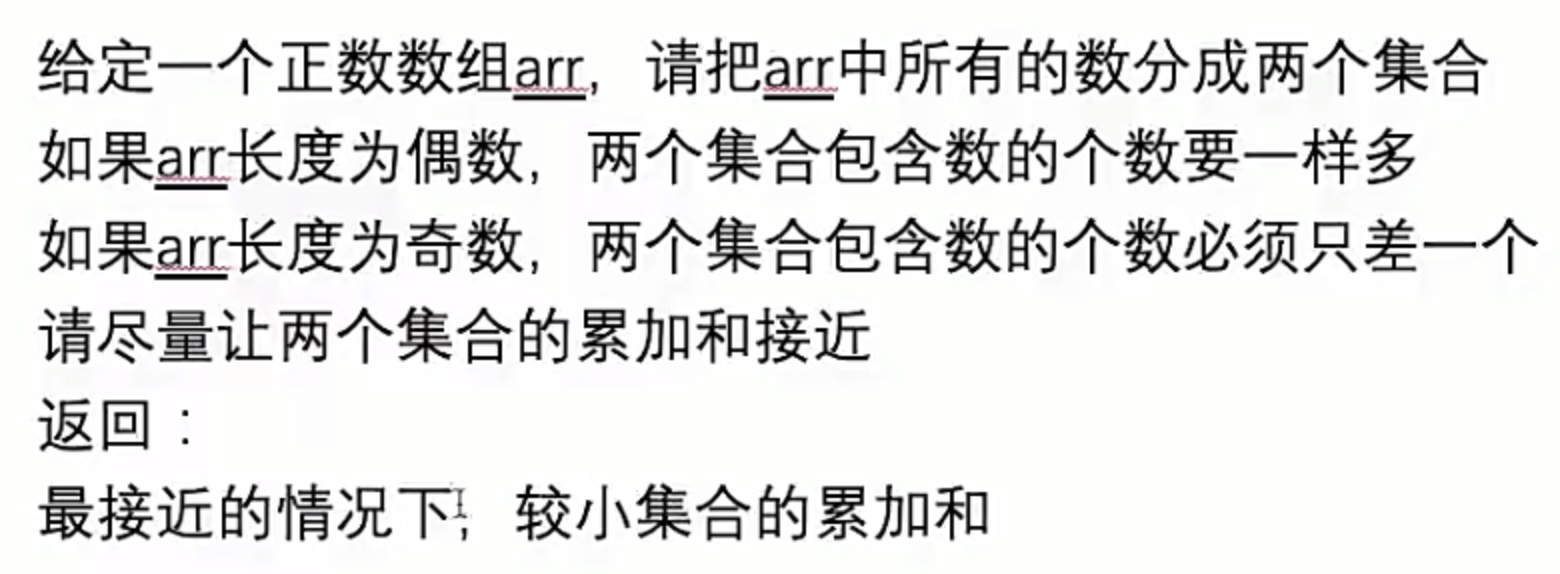 给定一个正数数组arr，请把arr中所有的数分成两个集合
如果arr长度为偶数，两个集合包含数的个数要一样多
如果arr长度为奇数，两个集合包含数的个数必须只差一个
请尽量让两个集合的累加和接近
返回：
最接近的情况下，较小集合的累加和